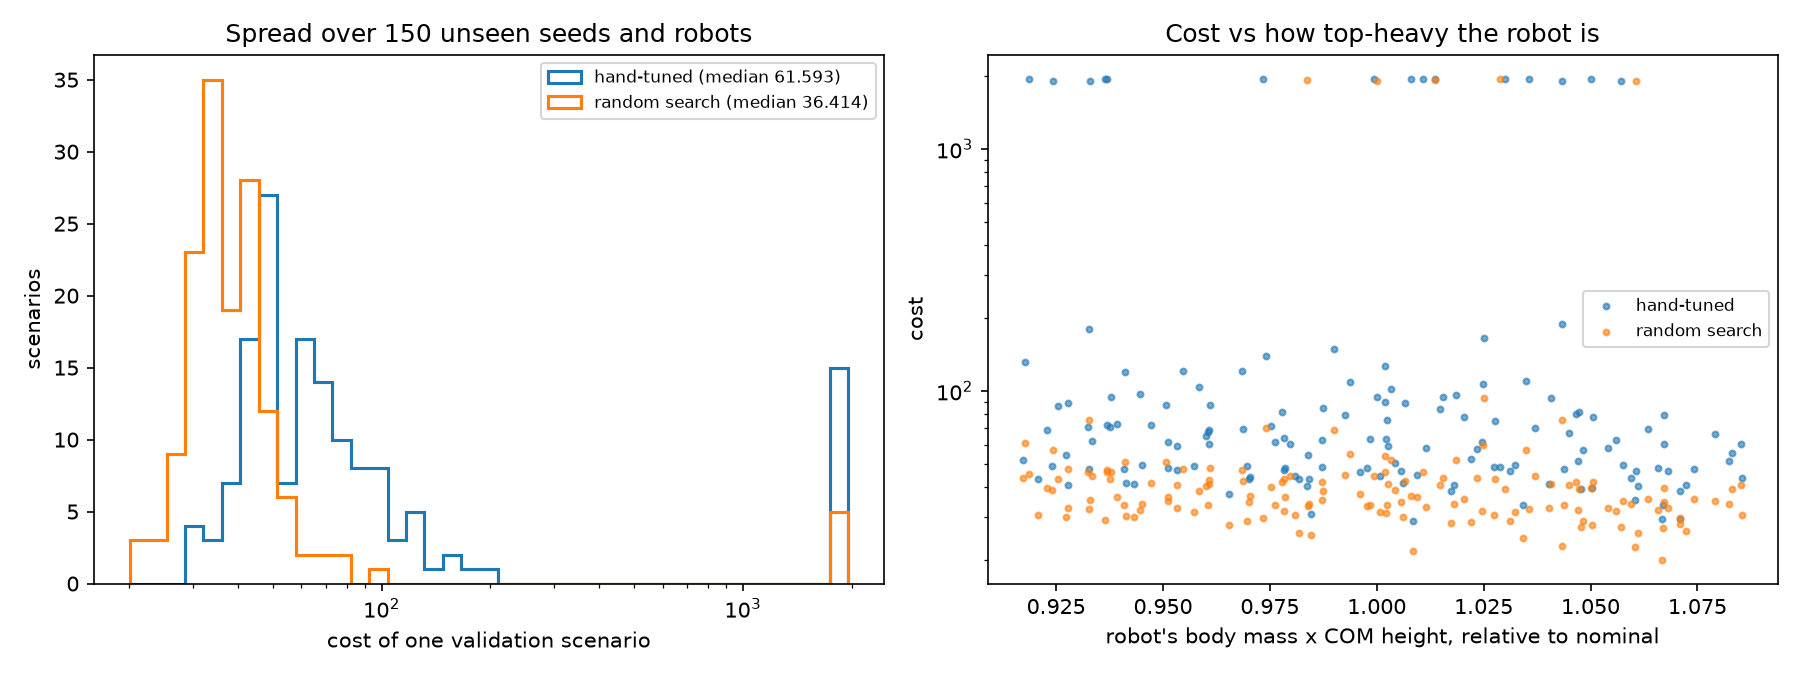 Spread over 150 unseen seeds and robots
hand-tuned (median 61.593)
random search (median 36.414)
scenarios
35
30
25
20
15
10
5
0
10²
10³
cost of one validation scenario
Cost vs how top-heavy the robot is
hand-tuned
random search
cost
10³
10²
0.925
0.950
0.975
1.000
1.025
1.050
1.075
robot's body mass x COM height, relative to nominal